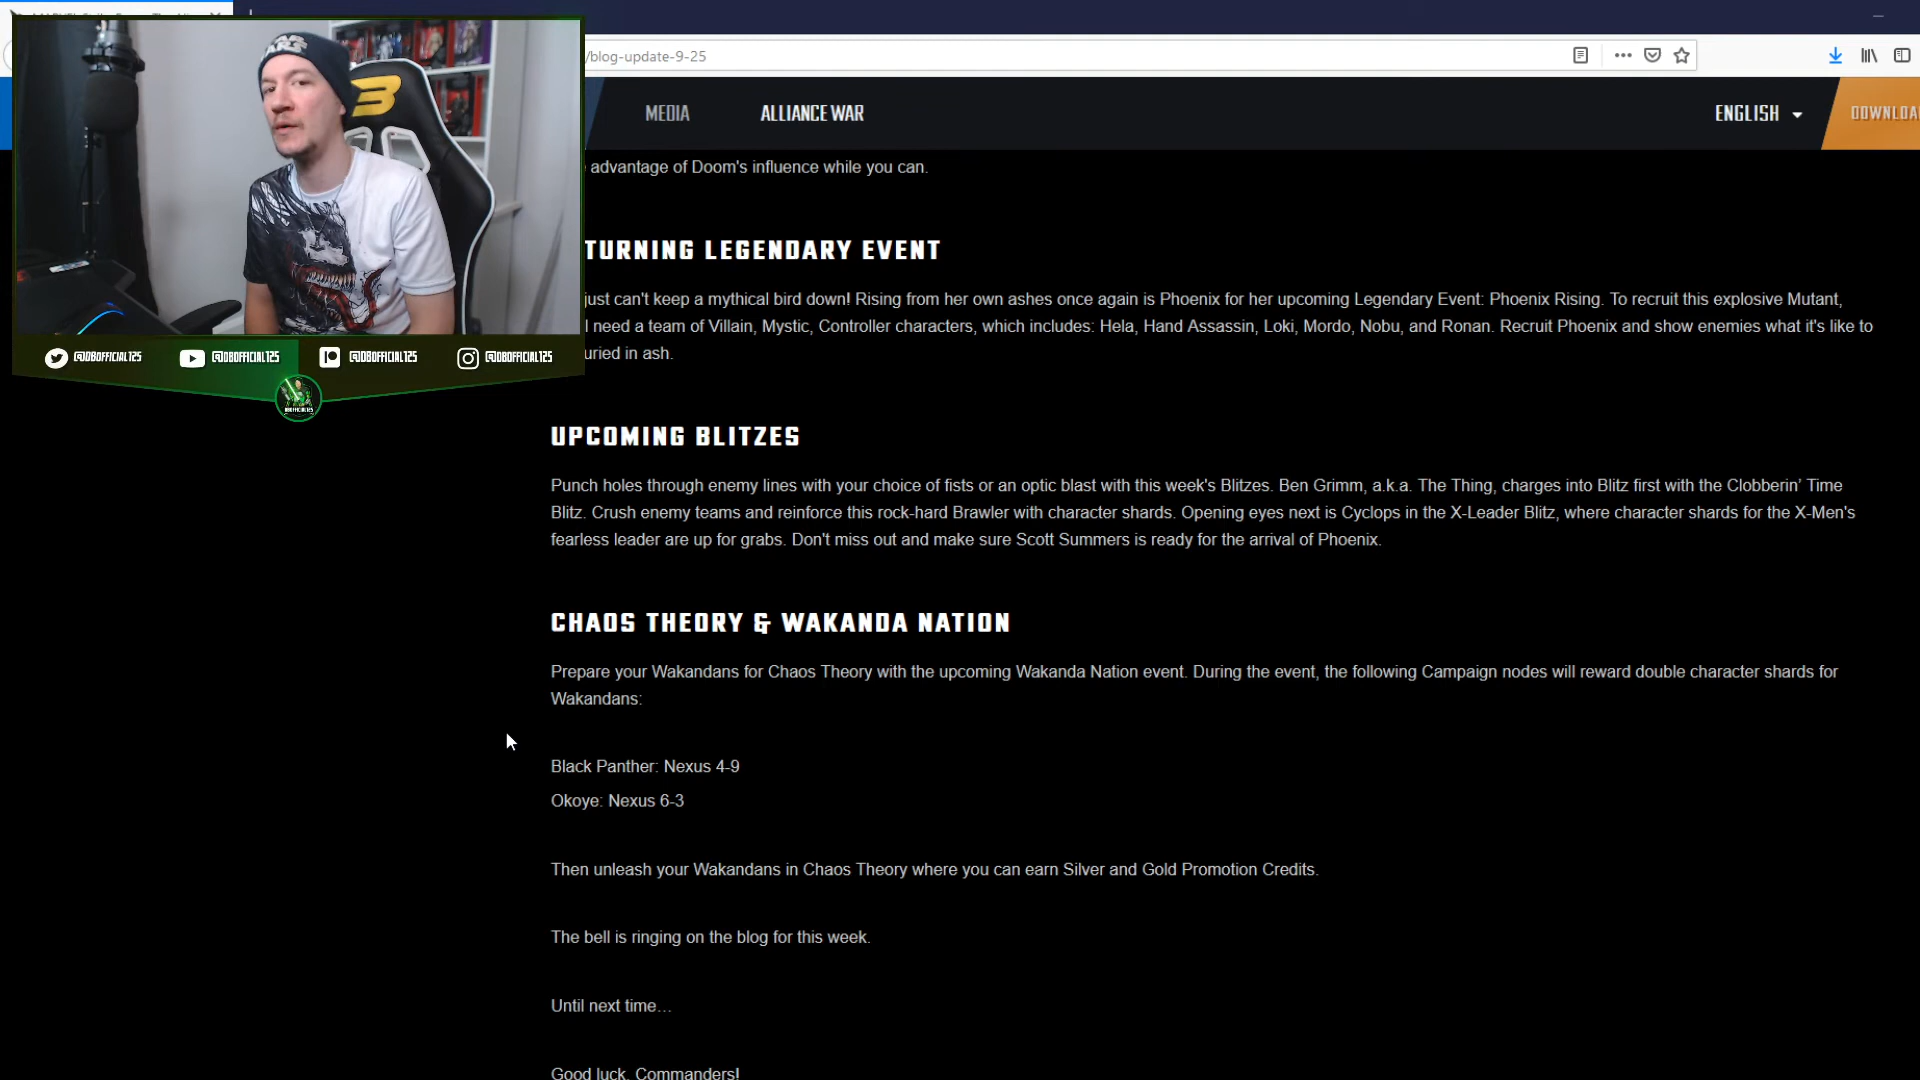 /blog-update-9-25
MEDIA
ALLIANCE WAR
ENGLISH
DOWNLOA
STAR
WARS
@DBOFFICIAL125
@DBOFFICIAL125
@DBOFFICIAL125
@DBOFFICIAL125
DBOFFICIAL125
advantage of Doom's influence while you can.
TURNING LEGENDARY EVENT
just can't keep a mythical bird down! Rising from her own ashes once again is Phoenix for her upcoming Legendary Event: Phoenix Rising. To recruit this explosive Mutant,
need a team of Villain, Mystic, Controller characters, which includes: Hela, Hand Assassin, Loki, Mordo, Nobu, and Ronan. Recruit Phoenix and show enemies what it's like to
uried in ash.
UPCOMING BLITZES
Punch holes through enemy lines with your choice of fists or an optic blast with this week's Blitzes. Ben Grimm, a.k.a. The Thing, charges into Blitz first with the Clobberin' Time
Blitz. Crush enemy teams and reinforce this rock-hard Brawler with character shards. Opening eyes next is Cyclops in the X-Leader Blitz, where character shards for the X-Men's
fearless leader are up for grabs. Don't miss out and make sure Scott Summers is ready for the arrival of Phoenix.
CHAOS THEORY & WAKANDA NATION
Prepare your Wakandans for Chaos Theory with the upcoming Wakanda Nation event. During the event, the following Campaign nodes will reward double character shards for
Wakandans:
Black Panther: Nexus 4-9
Okoye: Nexus 6-3
Then unleash your Wakandans in Chaos Theory where you can earn Silver and Gold Promotion Credits.
The bell is ringing on the blog for this week.
Until next time…
Good luck, Commanders!